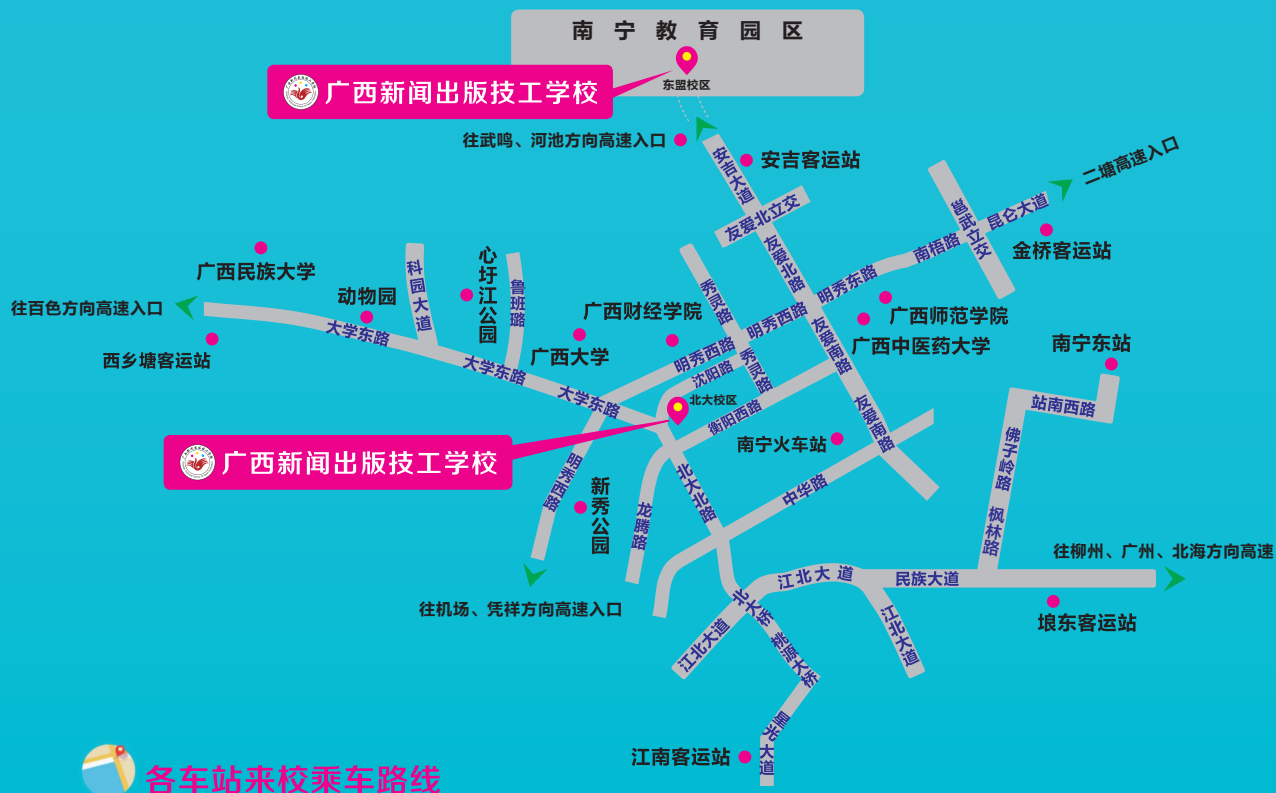 南宁教育园区
东盟校区
广西新闻出版技工学校
往武鸣、河池方向高速入口
安吉客运站
安吉大道
二塘高速入口
友爱北立交
邕武立交
昆仑大道
金桥客运站
友爱北路
南梧路
明秀东路
广西民族大学
心圩江公园
科园大道
鲁班璐
秀灵路
动物园
往百色方向高速入口
广西财经学院
明秀西路
广西师范学院
广西中医药大学
友爱南路
南宁东站
西乡塘客运站
大学东路
广西大学
明秀西路
秀灵路
沈阳路
大学东路
大学东路
北大校区
衡阳西路
友爱南路
站南西路
佛子岭路
南宁火车站
广西新闻出版技工学校
明秀西路
新秀公园
龙腾路
北大北路
中华路
枫林路
往柳州、广州、北海方向高速
江北大道
民族大道
往机场、凭祥方向高速入口
北大桥
江北大道
江北大道
桃源大桥
埌东客运站
星光大道
江南客运站
各车站来校乘车路线